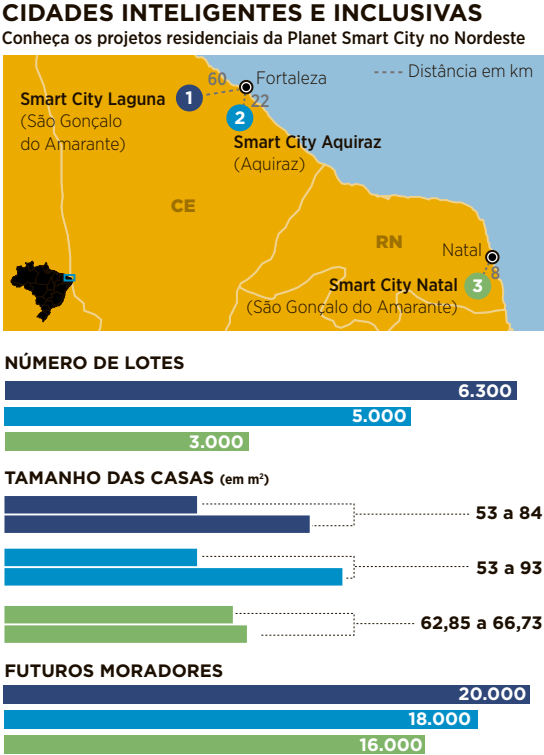 CIDADES INTELIGENTES E INCLUSIVAS
Conheça os projetos residenciais da Planet Smart City no Nordeste
60
Fortaleza
Distância em km
Smart City Laguna
1
22
(São Gonçalo
do Amarante)
2
Smart City Aquiraz
(Aquiraz)
CE
RN
Natal
8
Smart City Natal
3
(São Gonçalo do Amarante)
NÚMERO DE LOTES
6.300
5.000
3.000
TAMANHO DAS CASAS (em m²)
53 a 84
53 a 93
62,85 a 66,73
FUTUROS MORADORES
20.000
18.000
16.000